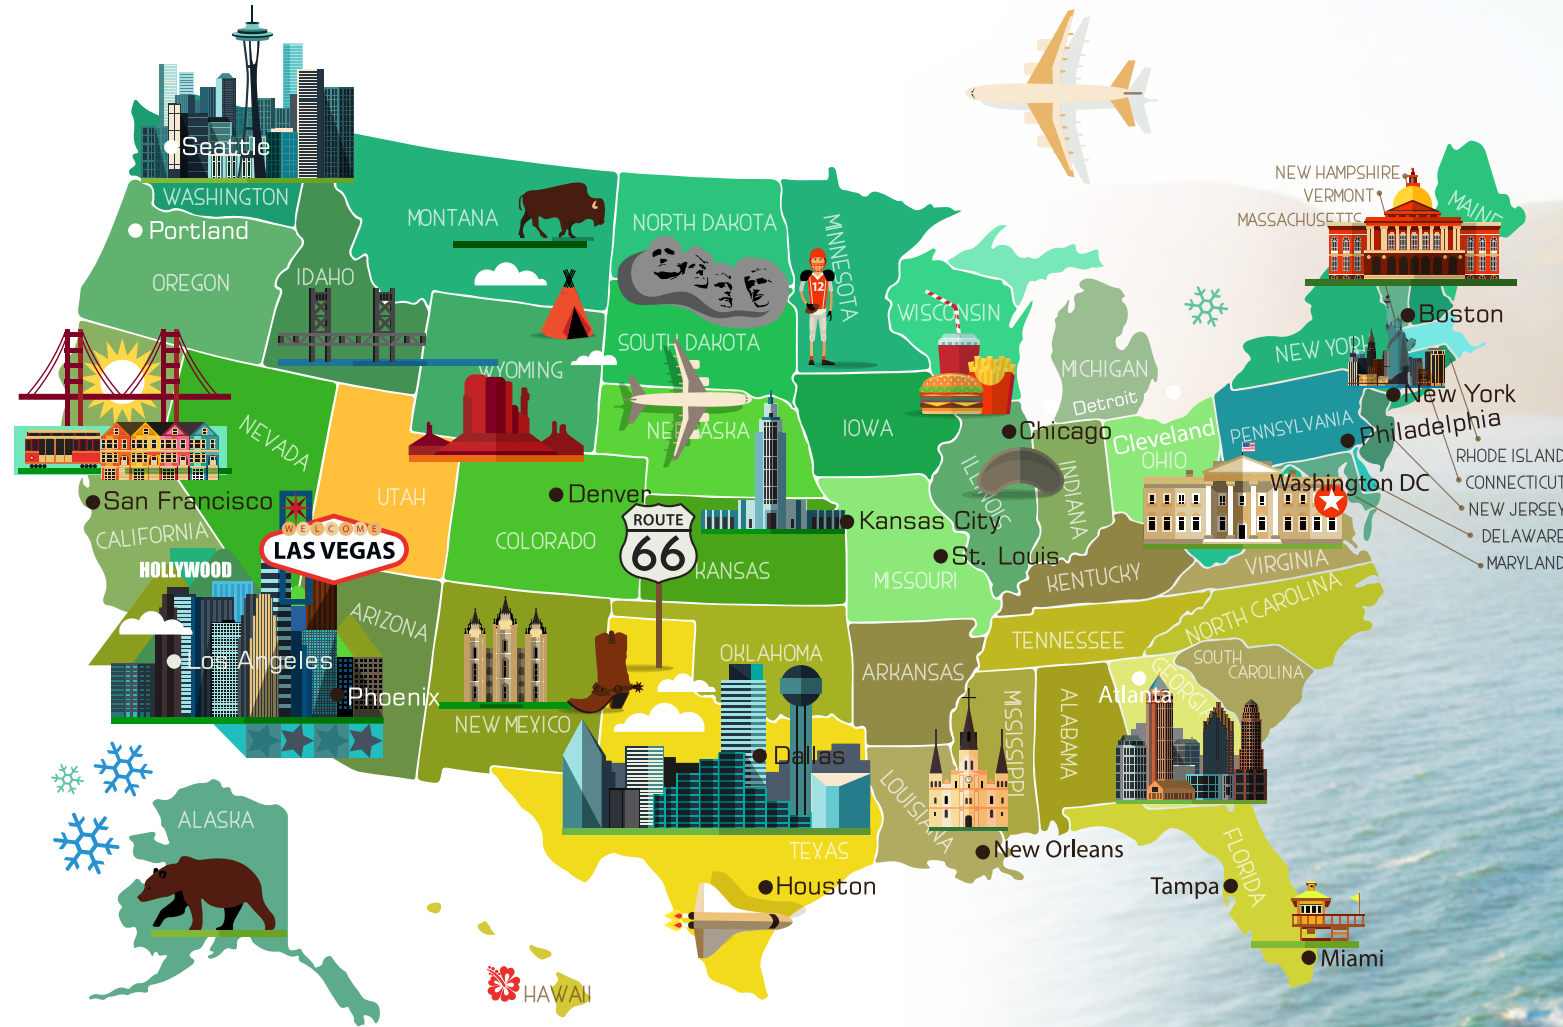 Seattle
WASHINGTON
Portland
OREGON
IDAHO
MONTANA
NORTH DAKOTA
MINNESOTA
12
SOUTH DAKOTA
WYOMING
WISCONSIN
MICHIGAN
Detroit
NEW HAMPSHIRE
VERMONT
MASSACHUSETTS
MAINE
Boston
NEW YORK
New York
Philadelphia
PENNSYLVANIA
RHODE ISLAND
CONNECTICUT
NEW JERSEY
DELAWARE
MARYLAND
NEVADA
UTAH
NEBRASKA
IOWA
Chicago
Cleveland
OHIO
Washington DC
ILLINOIS
INDIANA
San Francisco
CALIFORNIA
WELCOME
LAS VEGAS
HOLLYWOOD
Denver
COLORADO
ROUTE
66
KANSAS
Kansas City
St. Louis
MISSOURI
KENTUCKY
VIRGINIA
NORTH CAROLINA
TENNESSEE
SOUTH
CAROLINA
ARIZONA
Los Angeles
Phoenix
NEW MEXICO
OKLAHOMA
ARKANSAS
MISSISSIPPI
ALABAMA
GEORGIA
Atlanta
Dallas
TEXAS
Houston
LOUISIANA
New Orleans
FLORIDA
Tampa
Miami
ALASKA
HAWAII